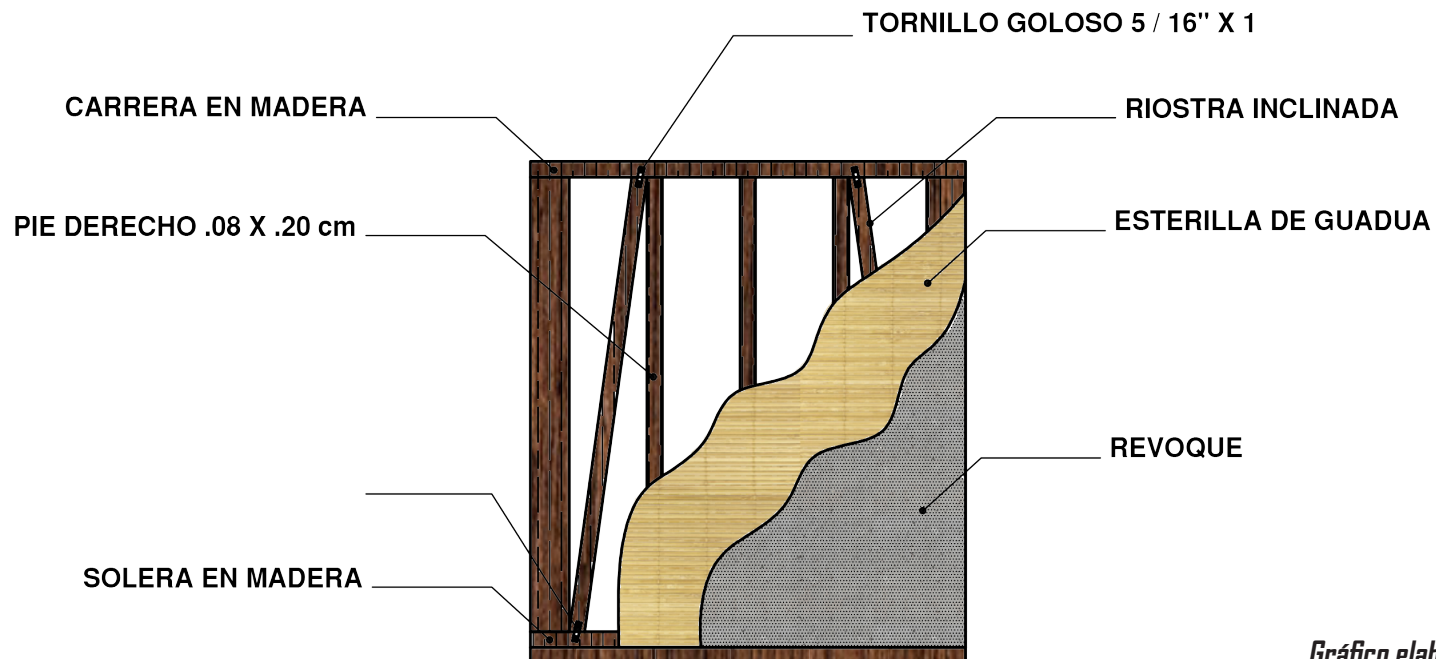 TORNILLO GOLOSO 5 / 16" X 1
CARRERA EN MADERA
RIOSTRA INCLINADA
PIE DERECHO .08 X .20 cm
ESTERILLA DE GUADUA
REVOQUE
SOLERA EN MADERA
Gráfico